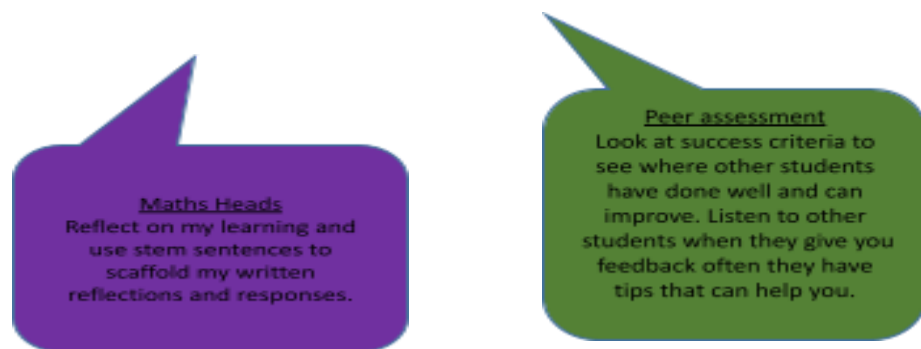 Maths Heads
Reflect on my learning and
use stem sentences to
scaffold my written
reflections and responses.
Peer assessment
Look at success criteria to
see where other students
have done well and can
improve. Listen to other
students when they give you
feedback often they have
tips that can help you.